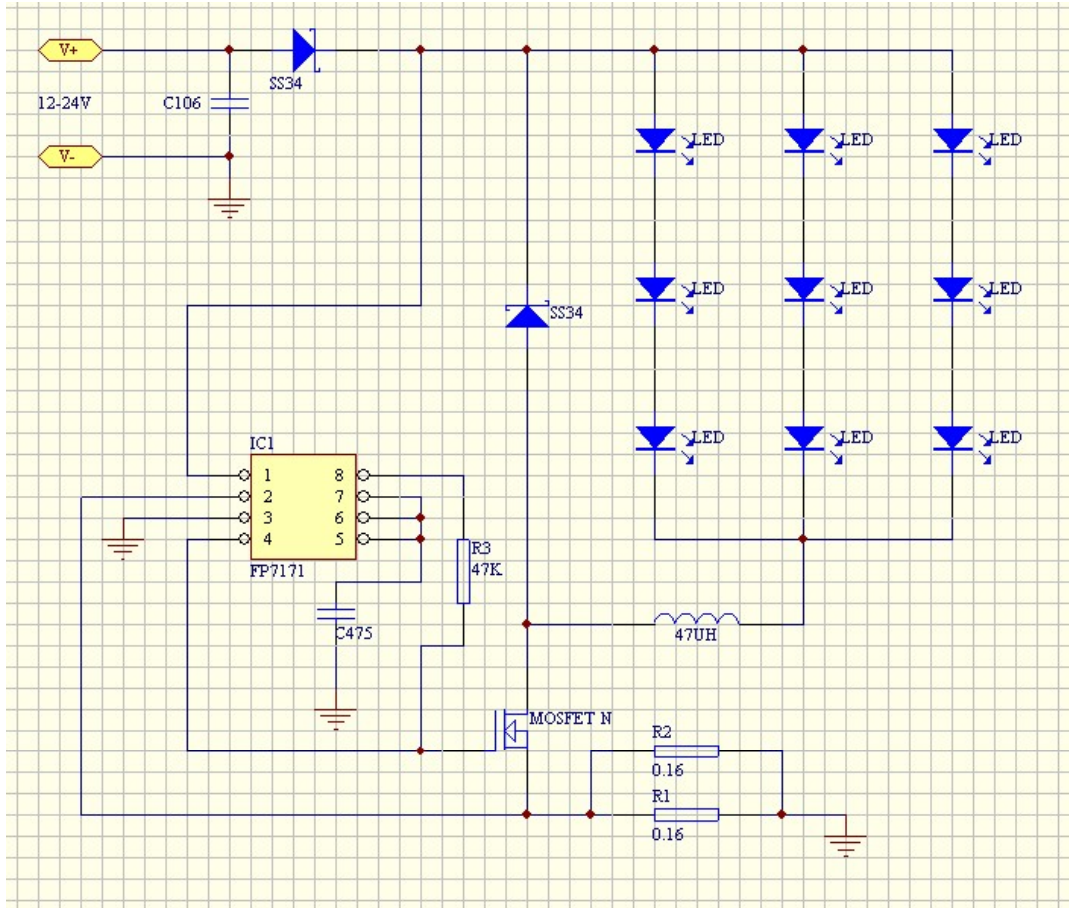 V+
SS34
12-24V
C106
V-
LED
LED
LED
LED
LED
LED
SS34
LED
LED
LED
IC1
1
8
2
7
3
6
4
5
FP7171
R3
47K
C475
47UH
MOSFET N
R2
0.16
R1
0.16